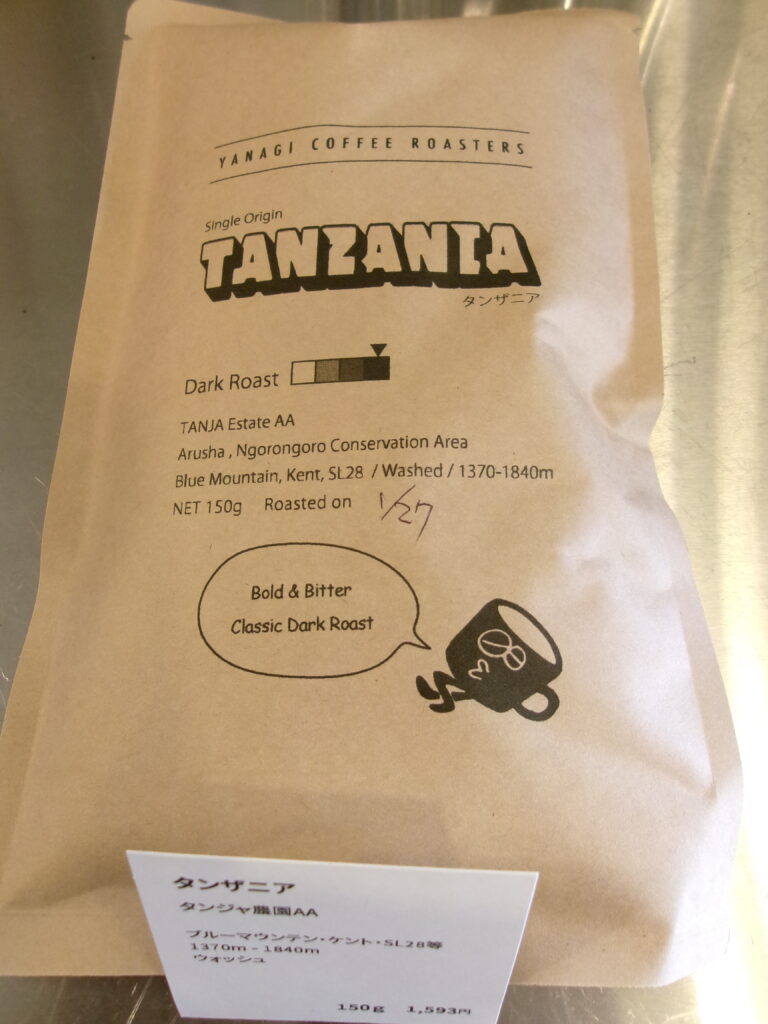 YANAGI COFFEE ROASTERS
Single Origin
TANZANIA
タンザニア
Dark Roast
TANJA Estate AA
Arusha , Ngorongoro Conservation Area
Blue Mountain, Kent, SL28 / Washed / 1370-1840m
NET 150g Roasted on 1/27
Bold & Bitter
Classic Dark Roast
タンザニア
タンジャ農園AA
ブルーマウンテン・ケント・SL28等
1370m - 1840m
ウォッシュ
150g 1,593円